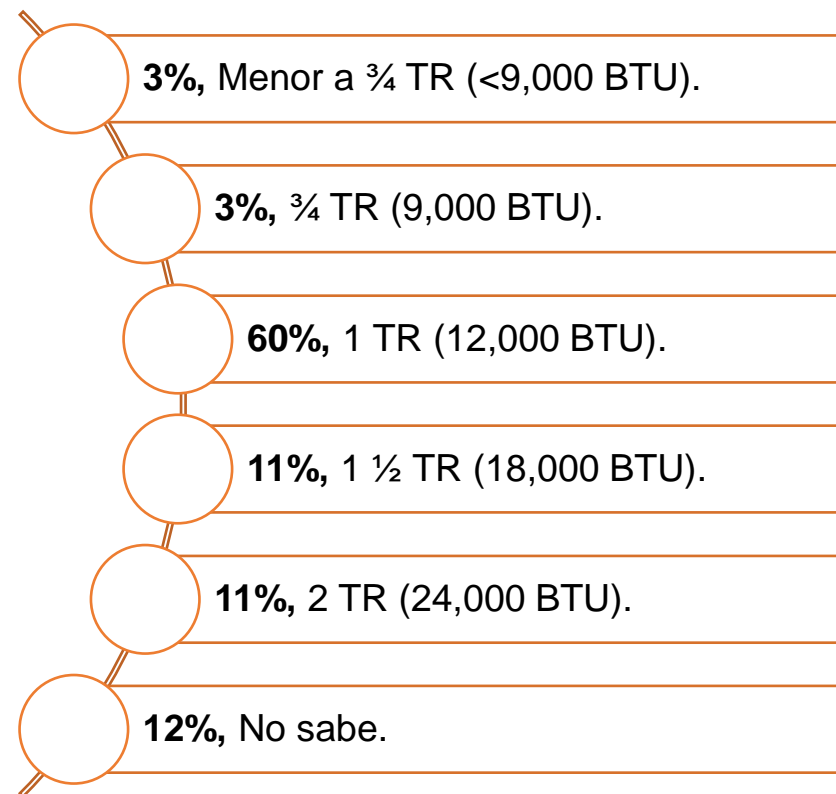 3%, Menor a ¾ TR (<9,000 BTU).
3%, ¾ TR (9,000 BTU).
60%, 1 TR (12,000 BTU).
11%, 1 ½ TR (18,000 BTU).
11%, 2 TR (24,000 BTU).
12%, No sabe.